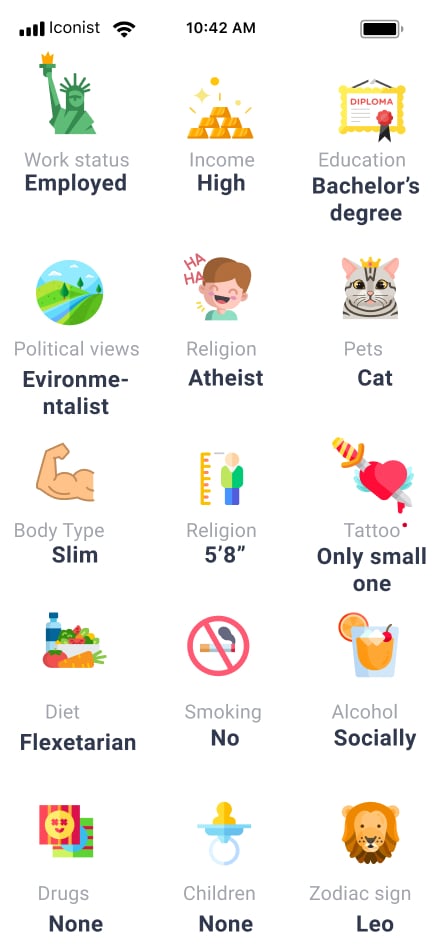 Iconist 10:42 AM
DIPLOMA
Work status Income Education
Employed High Bachelor's
degree
HA
HA
Political views Religion Pets
Evironme-
ntalist
Atheist Cat
Body Type Religion Tattoo
Slim 5'8” Only small
one
Diet Smoking Alcohol
Flexetarian No Socially
Drugs Children Zodiac sign
None None Leo